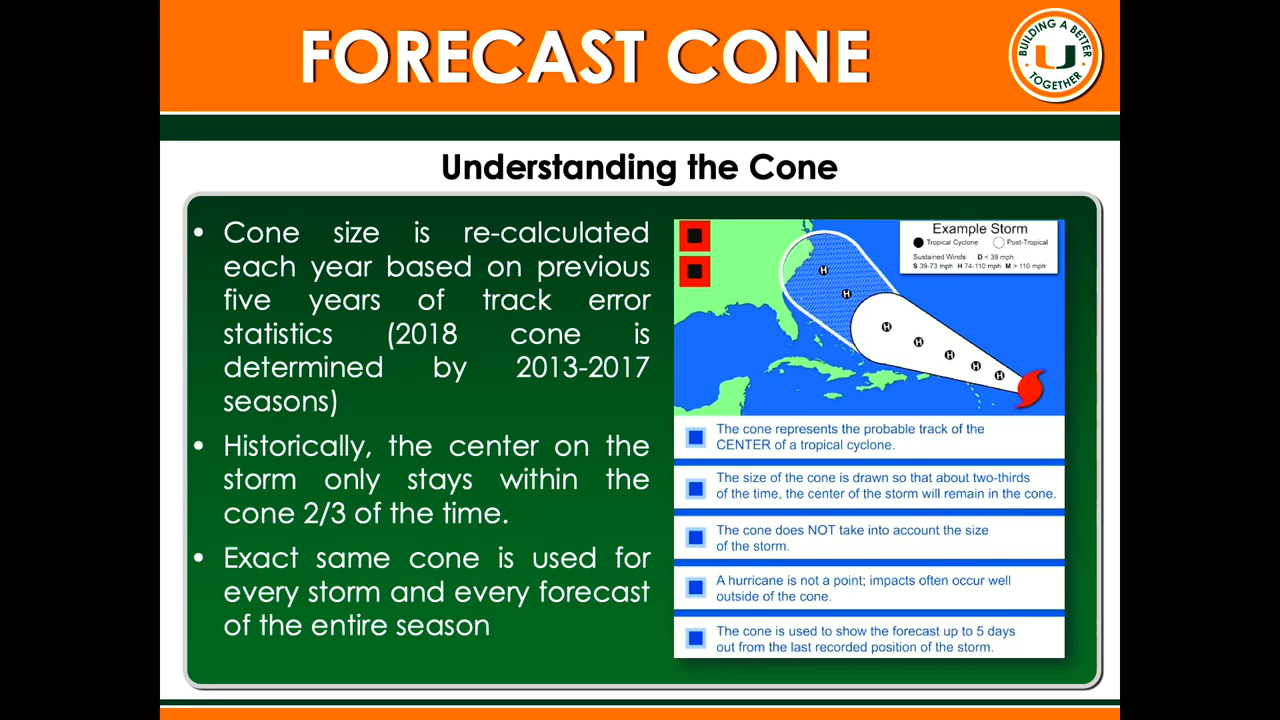 FORECAST CONE
BUILDING A BETTER
U
TOGETHER
Understanding the Cone
• Cone size is re-calculated
each year based on previous
five years of track error
statistics (2018 cone is
determined by 2013-2017
seasons)
• Historically, the center on the
storm only stays within the
cone 2/3 of the time.
• Exact same cone is used for
every storm and every forecast
of the entire season
Example Storm
Tropical Cyclone Post-Tropical
Sustained Winds D < 39 mph
S 39-73 mph H 74-110 mph M > 110 mph
H
H
H
H
H
H
H
The cone represents the probable track of the
CENTER of a tropical cyclone.
The size of the cone is drawn so that about two-thirds
of the time, the center of the storm will remain in the cone.
The cone does NOT take into account the size
of the storm.
A hurricane is not a point; impacts often occur well
outside of the cone.
The cone is used to show the forecast up to 5 days
out from the last recorded position of the storm.